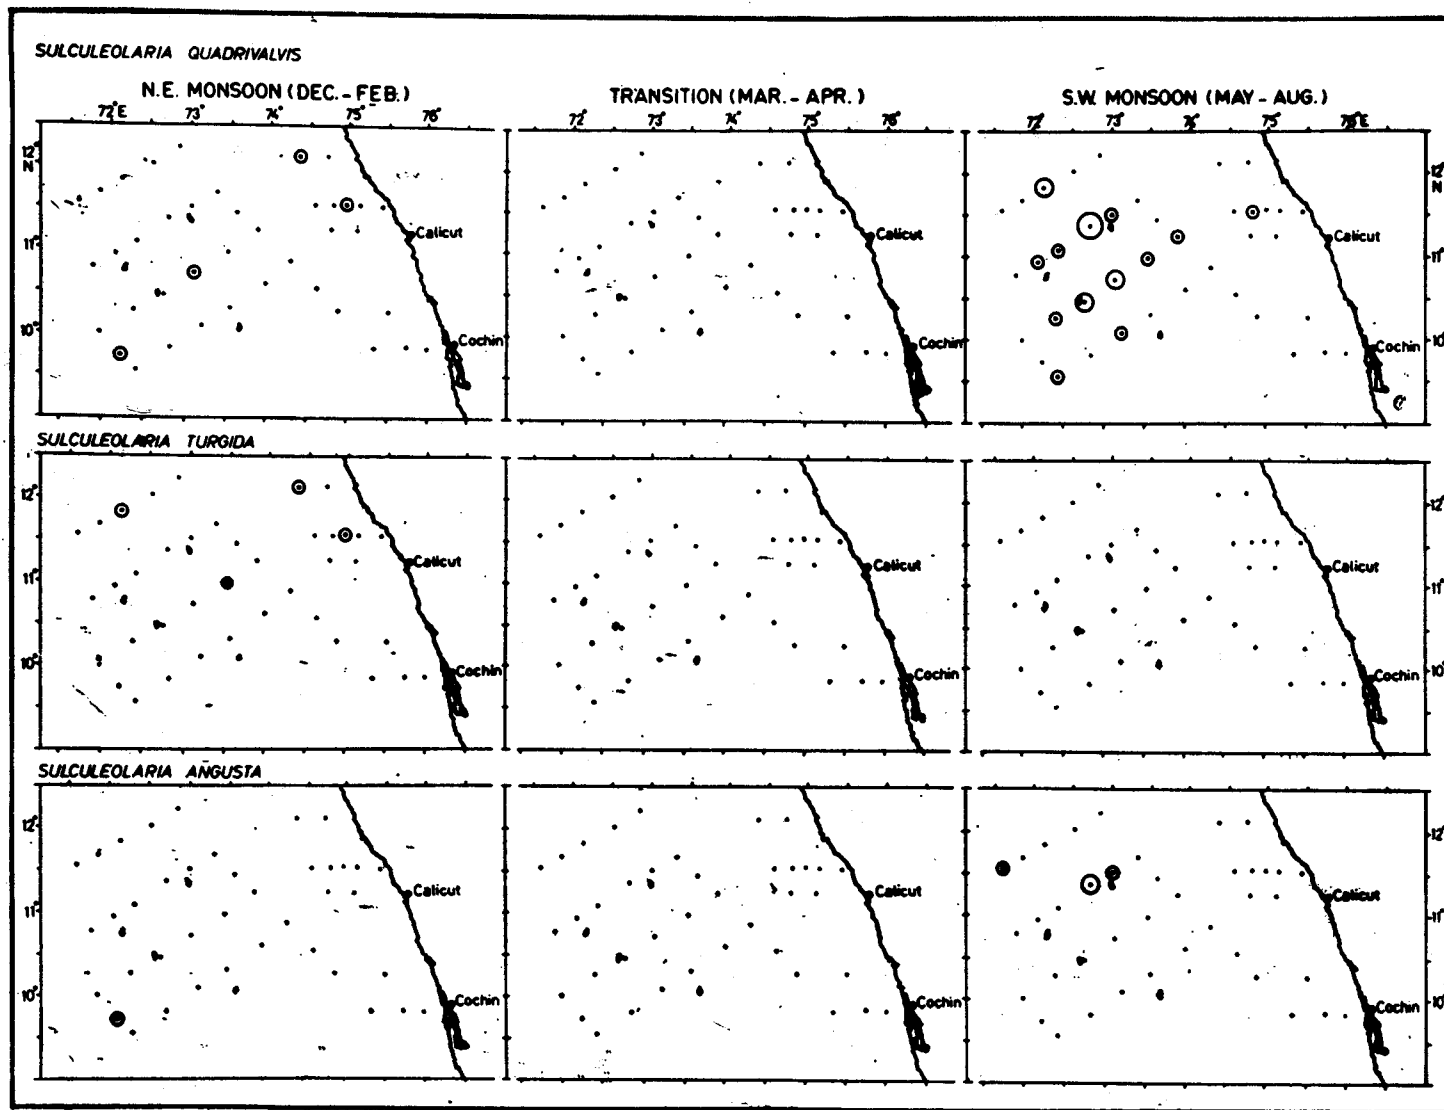 SULCULEOLARIA QUADRIVALVIS
N.E. MONSOON (DEC.-FEB.)
TRANSITION (MAR.-APR.)
S.W. MONSOON (MAY-AUG.)
72°E 73° 74° 75° 76°
72° 73° 74° 75° 76°
72° 73° 74° 75° 76°E
12°
N
11°
10°
Calicut
Cochin
Calicut
Cochin
Calicut
Cochin
12°
N
11°
10°
SULCULEOLARIA TURGIDA
12°
11°
10°
Calicut
Cochin
Calicut
Cochin
Calicut
Cochin
12°
11°
10°
SULCULEOLARIA ANGUSTA
12°
11°
10°
Calicut
Cochin
Calicut
Cochin
Calicut
Cochin
12°
11°
10°